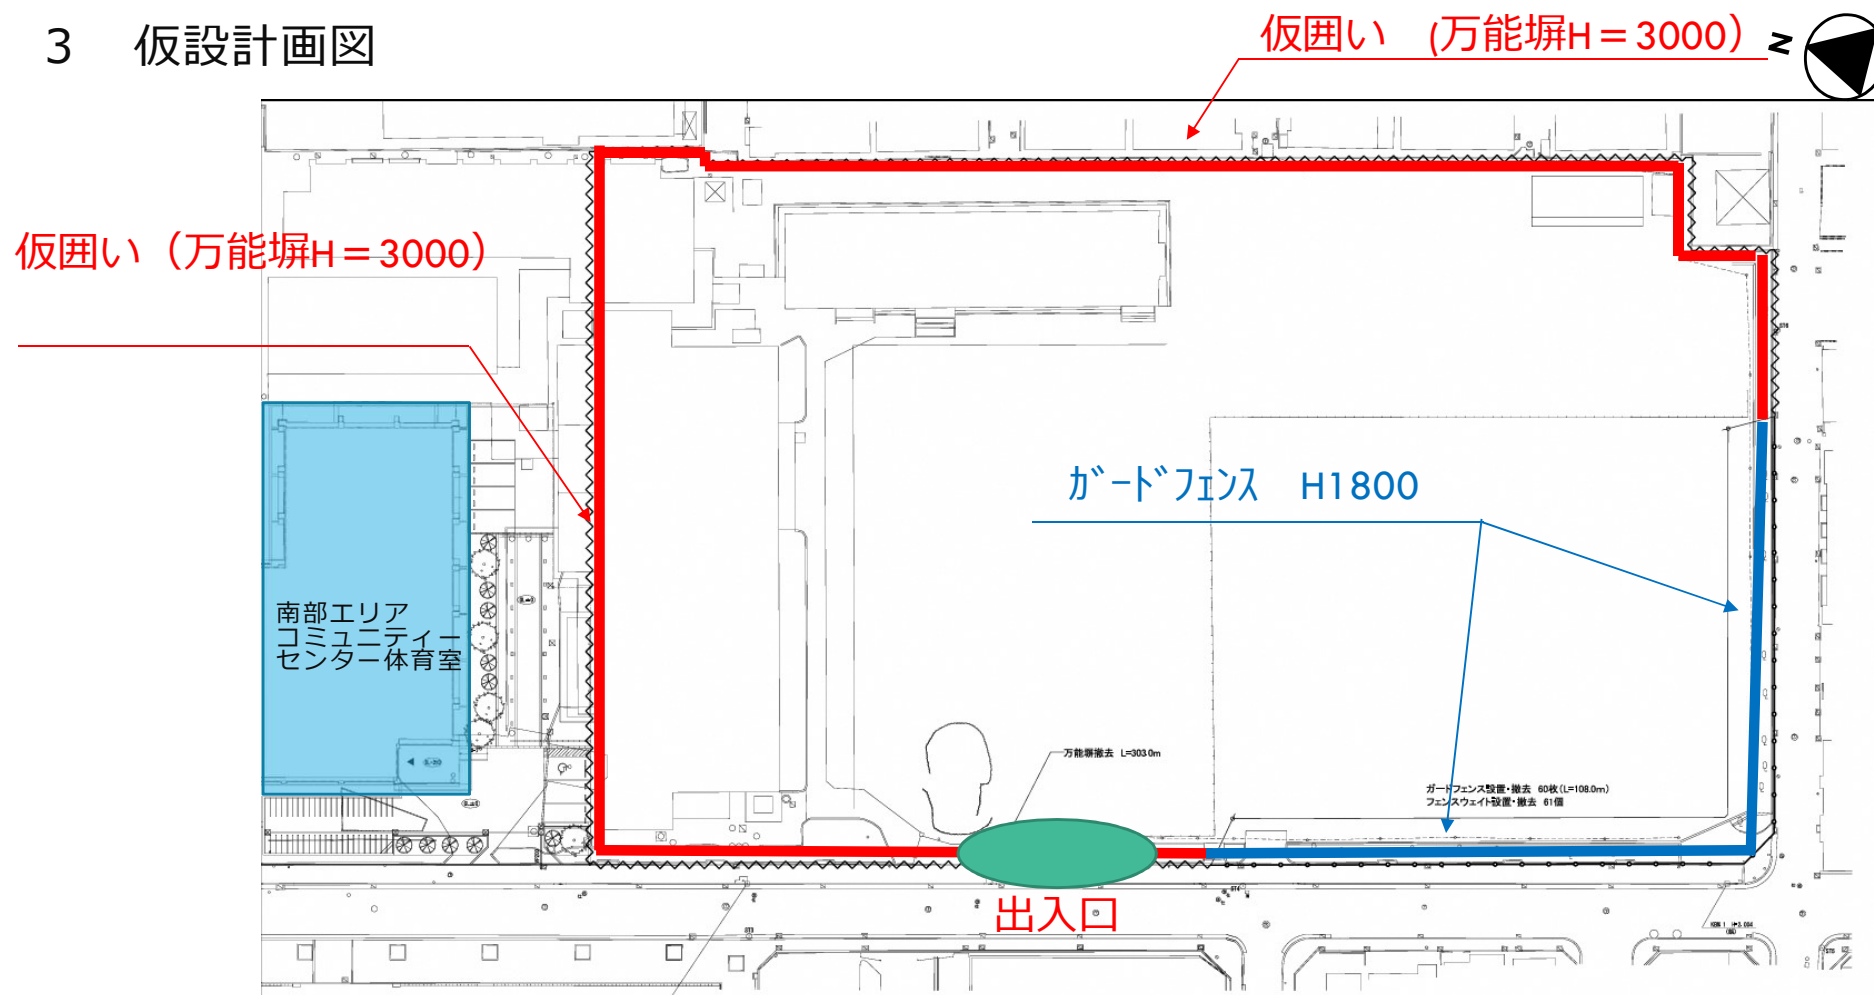 3 仮設計画図
仮囲い (万能塀H=3000)
N
仮囲い(万能塀H=3000)
ガードフェンス H1800
南部エリア
コミュニティー
センター体育室
万能塀撤去 L=303.0m
ガードフェンス設置・撤去 60枚(L=108.0m)
フェンスウェイト設置・撤去 61個
出入口